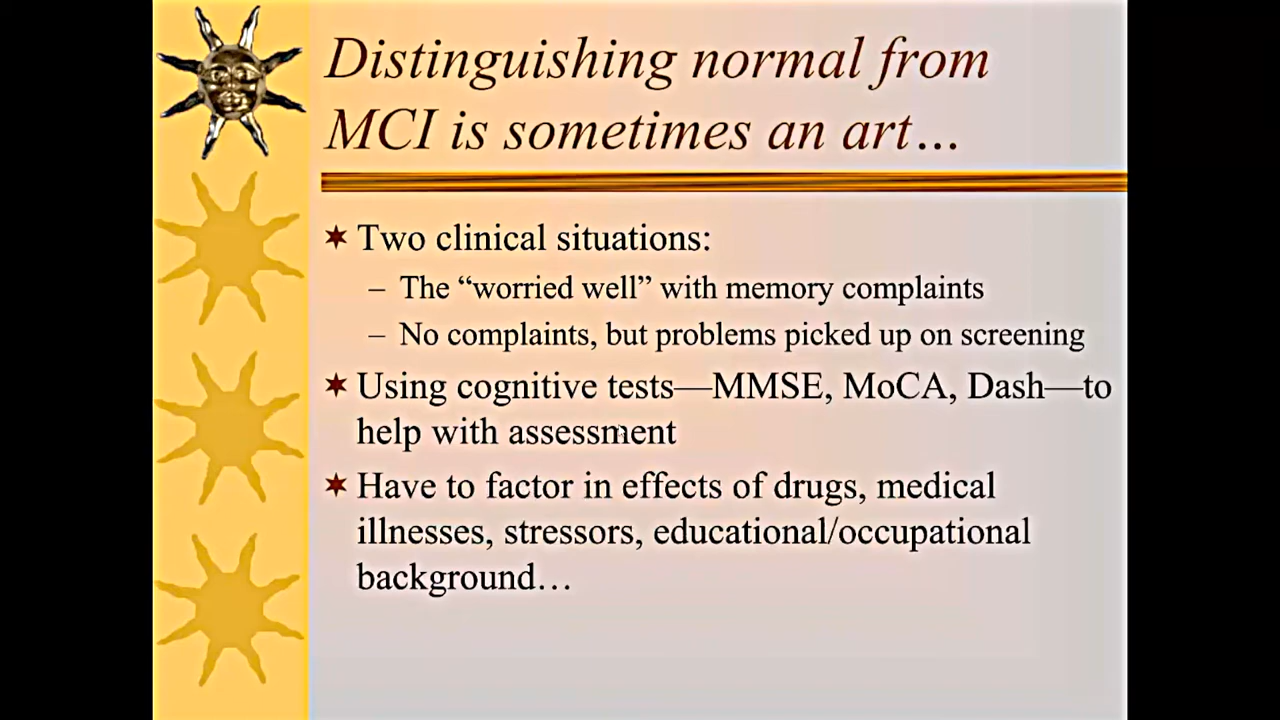 Distinguishing normal from
MCI is sometimes an art…
Two clinical situations:
– The “worried well” with memory complaints
– No complaints, but problems picked up on screening
Using cognitive tests—MMSE, MoCA, Dash—to
help with assessment
Have to factor in effects of drugs, medical
illnesses, stressors, educational/occupational
background…